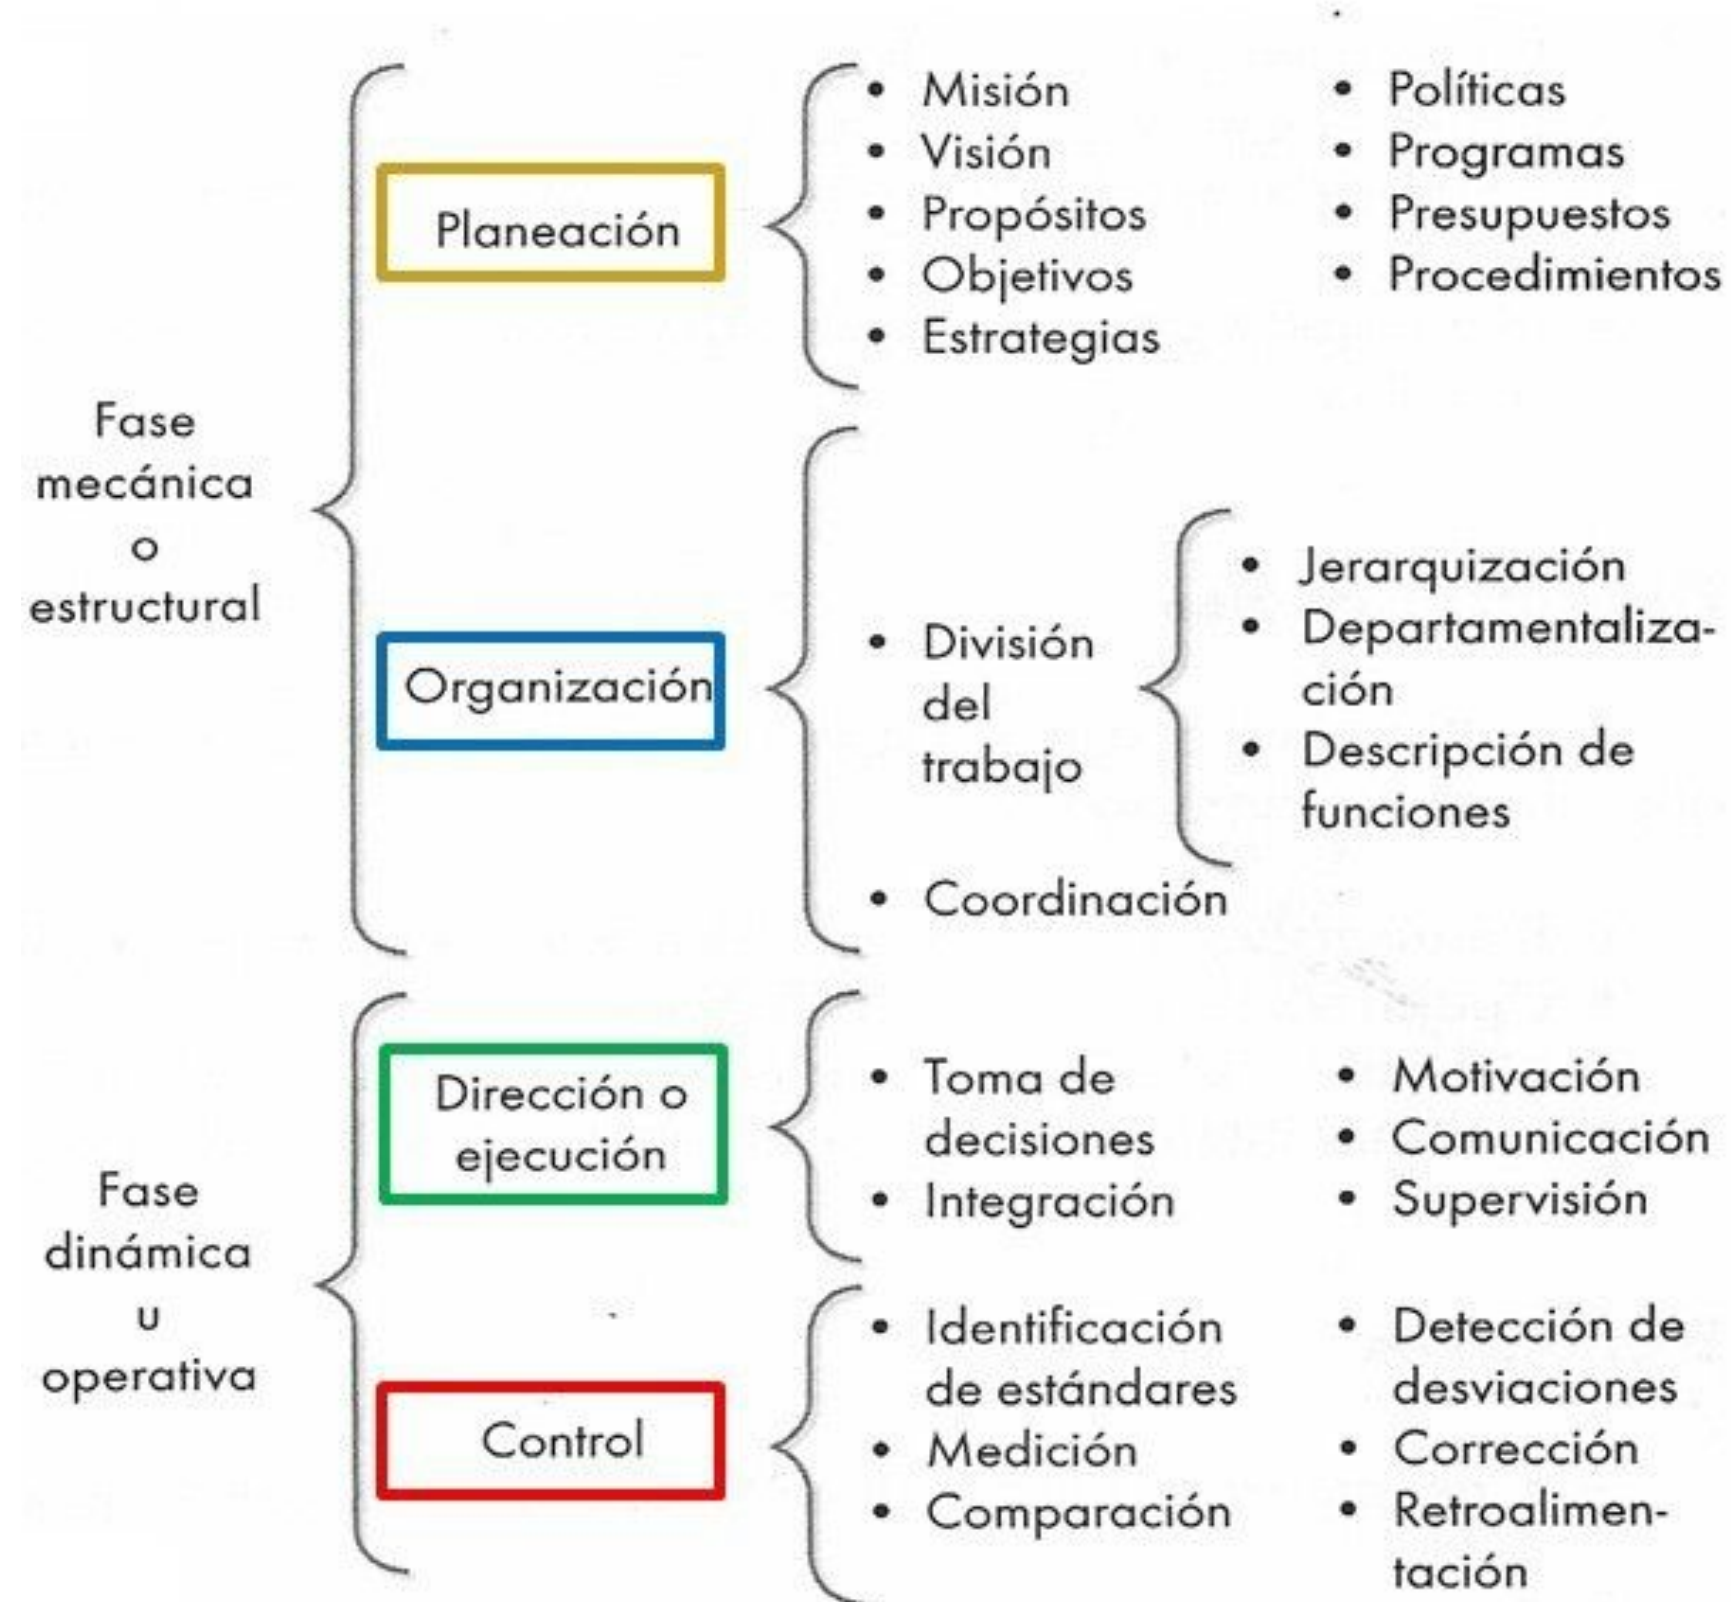 Fase
mecánica
o
estructural
Planeación
• Misión
• Visión
• Propósitos
• Objetivos
• Estrategias
• Políticas
• Programas
• Presupuestos
• Procedimientos
Organización
• División
del
trabajo
• Jerarquización
• Departamentaliza-
ción
• Descripción de
funciones
• Coordinación
Fase
dinámica
u
operativa
Dirección o
ejecución
• Toma de
decisiones
• Integración
• Motivación
• Comunicación
• Supervisión
Control
• Identificación
de estándares
• Medición
• Comparación
• Detección de
desviaciones
• Corrección
• Retroalimen-
tación